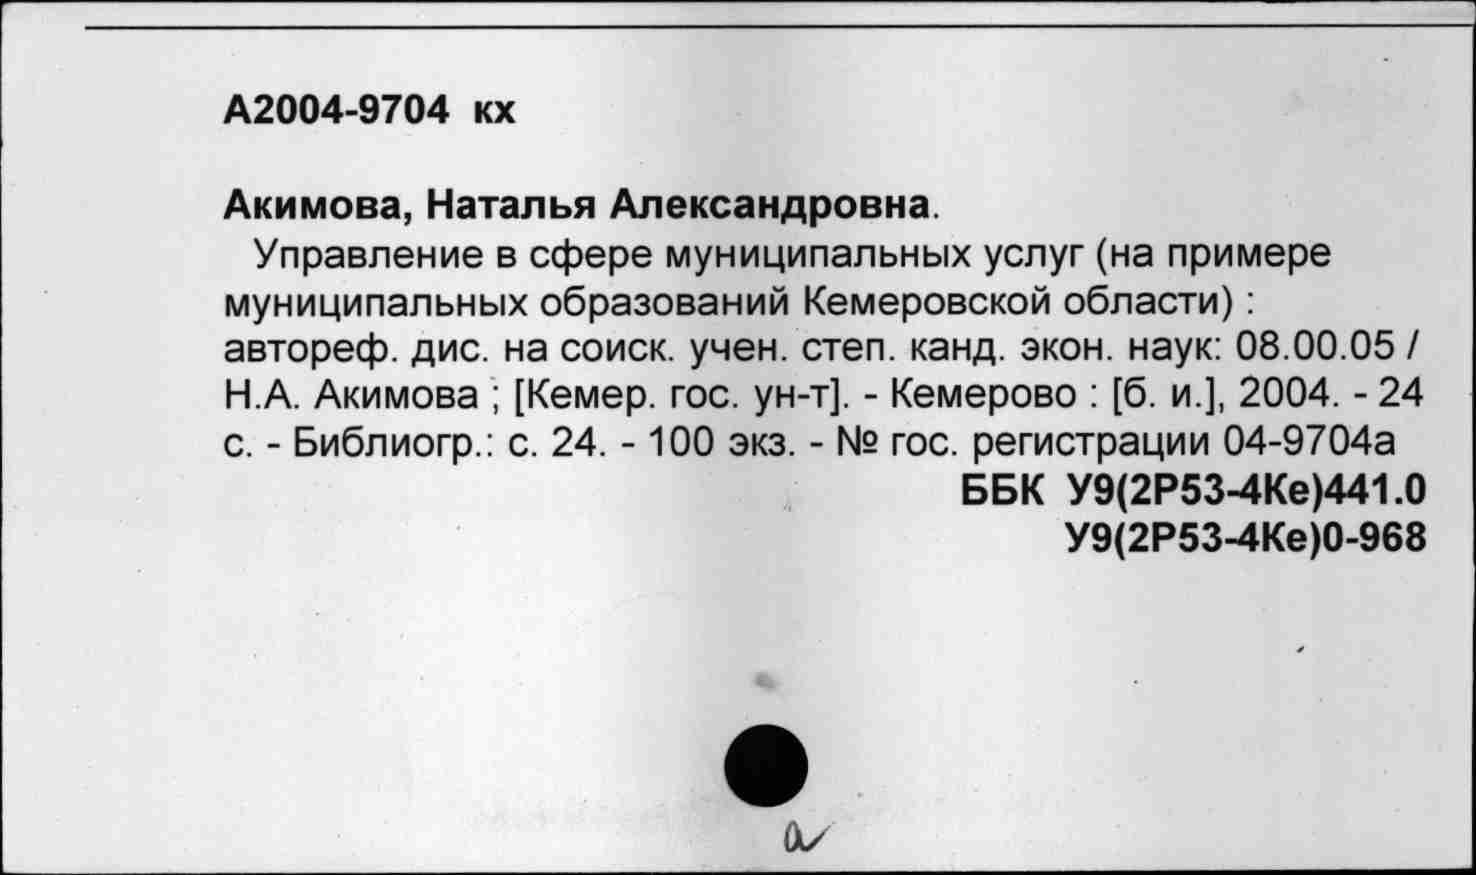 А2004-9704 кх
Акимова, Наталья Александровна.
Управление в сфере муниципальных услуг (на примере
муниципальных образований Кемеровской области) :
автореф. дис. на соиск. учен. степ. канд. экон. наук: 08.00.05 /
Н.А. Акимова ; [Кемер. гос. ун-т]. - Кемерово : [б. и.], 2004. - 24
с. - Библиогр.: с. 24. - 100 экз. - № гос. регистрации 04-9704а
ББК У9(2Р53-4Ке)441.0
У9(2Р53-4Ке)0-968
а